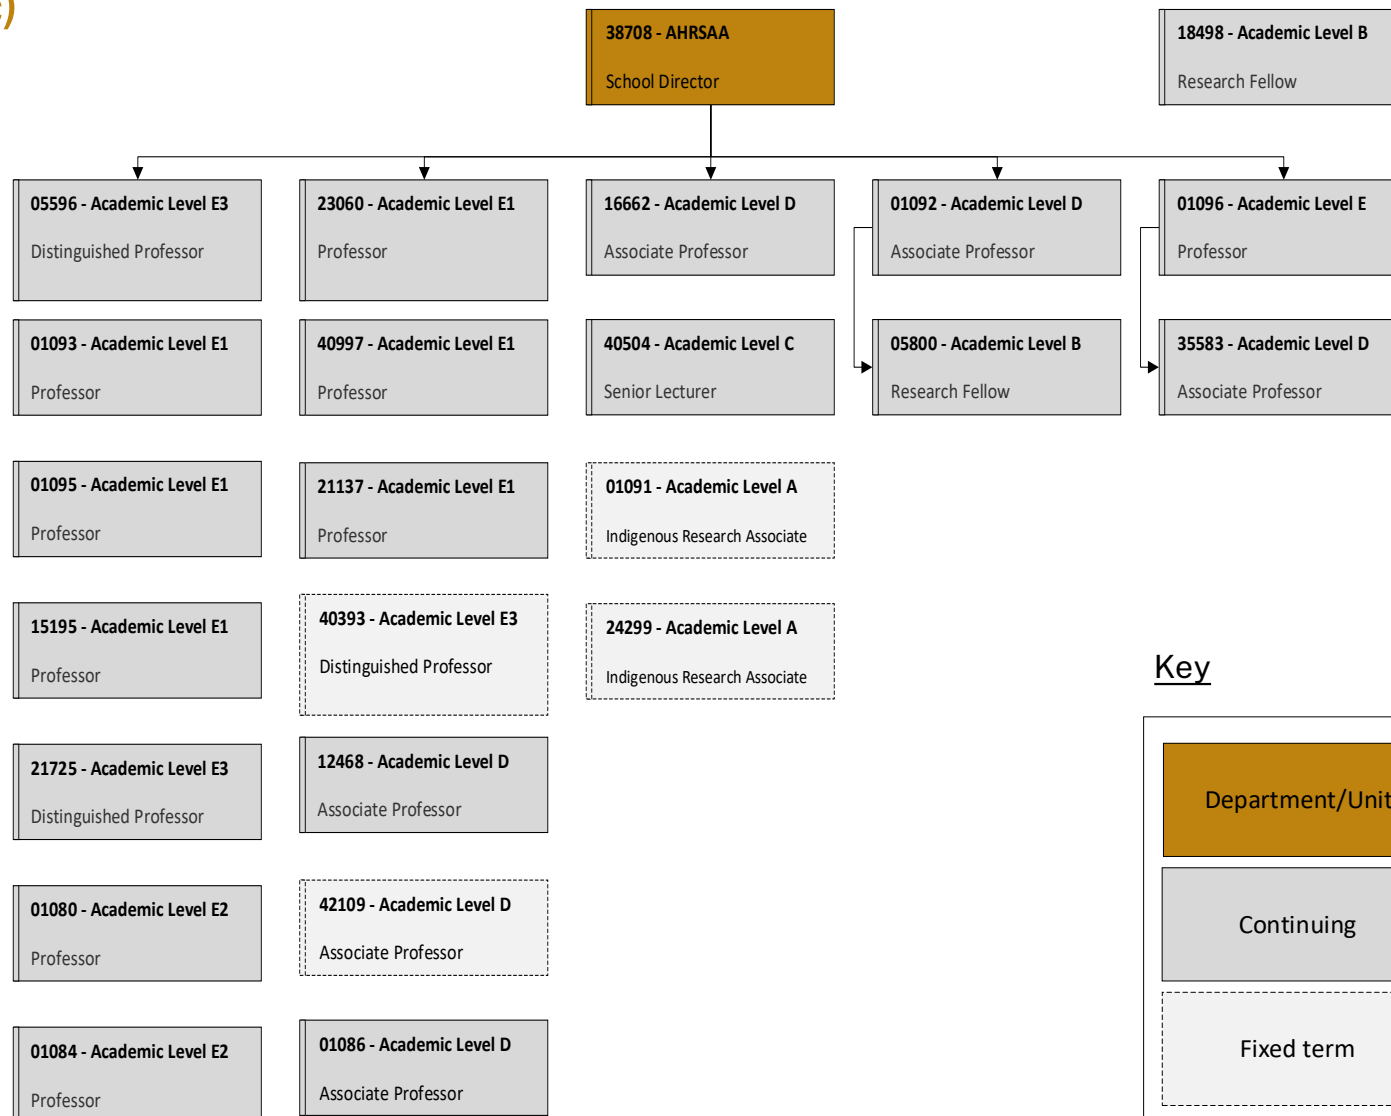 )
38708 - AHRSAA
School Director
18498 - Academic Level B
Research Fellow
05596 - Academic Level E3
Distinguished Professor
23060 - Academic Level E1
Professor
16662 - Academic Level D
Associate Professor
01092 - Academic Level D
Associate Professor
01096 - Academic Level E
Professor
01093 - Academic Level E1
Professor
40997 - Academic Level E1
Professor
40504 - Academic Level C
Senior Lecturer
05800 - Academic Level B
Research Fellow
35583 - Academic Level D
Associate Professor
01095 - Academic Level E1
Professor
21137 - Academic Level E1
Professor
01091 - Academic Level A
Indigenous Research Associate
15195 - Academic Level E1
Professor
40393 - Academic Level E3
Distinguished Professor
24299 - Academic Level A
Indigenous Research Associate
21725 - Academic Level E3
Distinguished Professor
12468 - Academic Level D
Associate Professor
01080 - Academic Level E2
Professor
42109 - Academic Level D
Associate Professor
01084 - Academic Level E2
Professor
01086 - Academic Level D
Associate Professor
Key
Department/Unit
Continuing
Fixed term